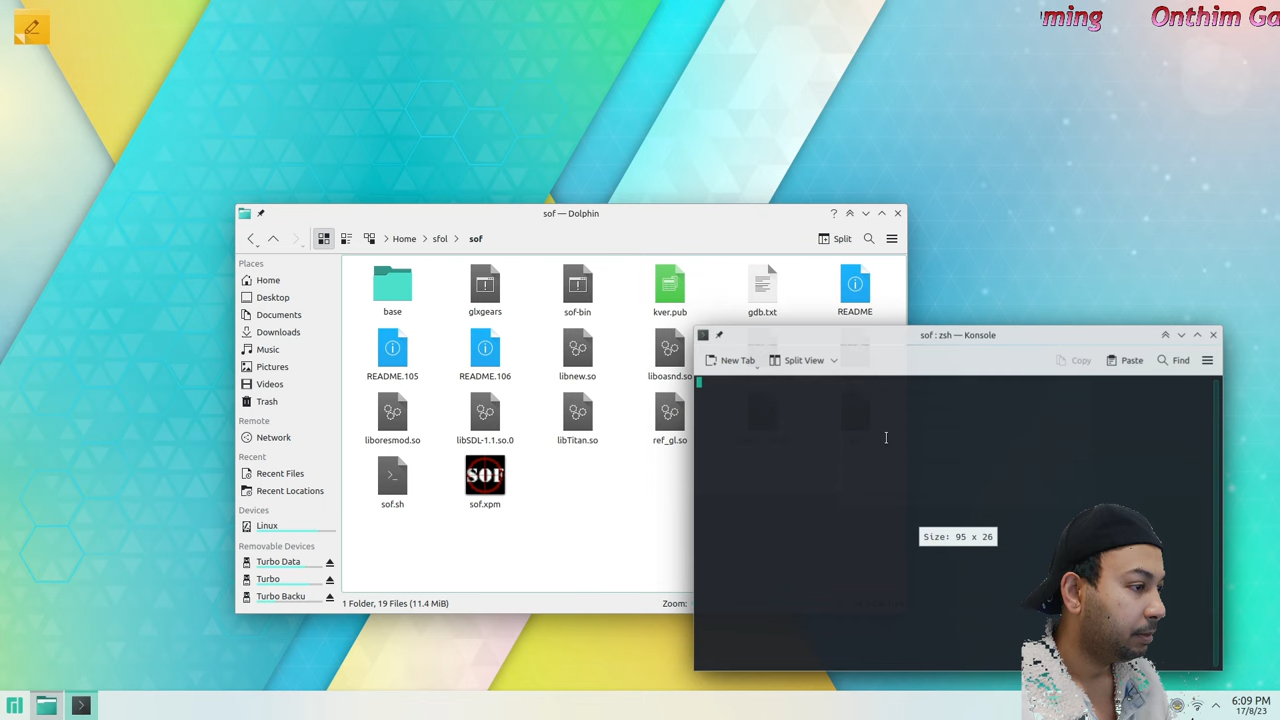 ming Onthim Ga
sof — Dolphin
Home
sfol
sof
Split
Places
Home
Desktop
Documents
Downloads
Music
Pictures
Videos
Trash
Remote
Network
Recent
Recent Files
Recent Locations
Devices
Linux
Removable Devices
Turbo Data
Turbo
Turbo Backu
base
glxgears
sof-bin
kver.pub
gdb.txt
README
README.105
README.106
libnew.so
liboasnd.so
liboresmod.so
libSDL-1.1.so.0
libTitan.so
ref_gl.so
sof.sh
SOF
sof.xpm
1 Folder, 19 Files (11.4 MiB)
Zoom:
sof : zsh — Konsole
New Tab
Split View
Copy
Paste
Find
Size: 95 x 26
6:09 PM
17/8/23